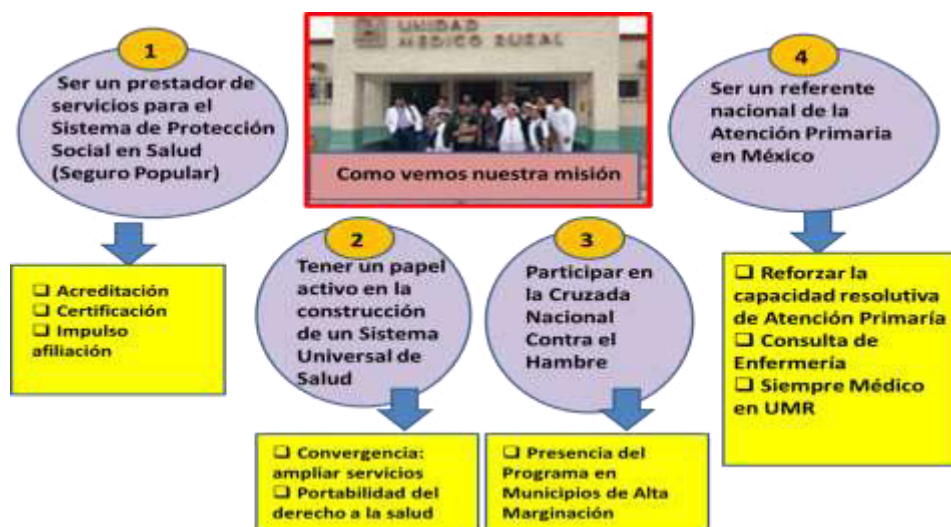 UNIDAD
MEDICO RURAL
Como vemos nuestra misión
1
Ser un prestador de
servicios para el
Sistema de Protección
Social en Salud
(Seguro Popular)
❑ Acreditación
❑ Certificación
❑ Impulso
afiliación
2
Tener un papel
activo en la
construcción
de un Sistema
Universal de
Salud
❑ Convergencia:
ampliar servicios
❑ Portabilidad del
derecho a la salud
3
Participar en
la Cruzada
Nacional
Contra el
Hambre
❑ Presencia del
Programa en
Municipios de Alta
Marginación
4
Ser un referente
nacional de la
Atención Primaria
en México
❑ Reforzar la
capacidad resolutiva
de Atención Primaría
❑ Consulta de
Enfermería
❑ Siempre Médico
en UMR